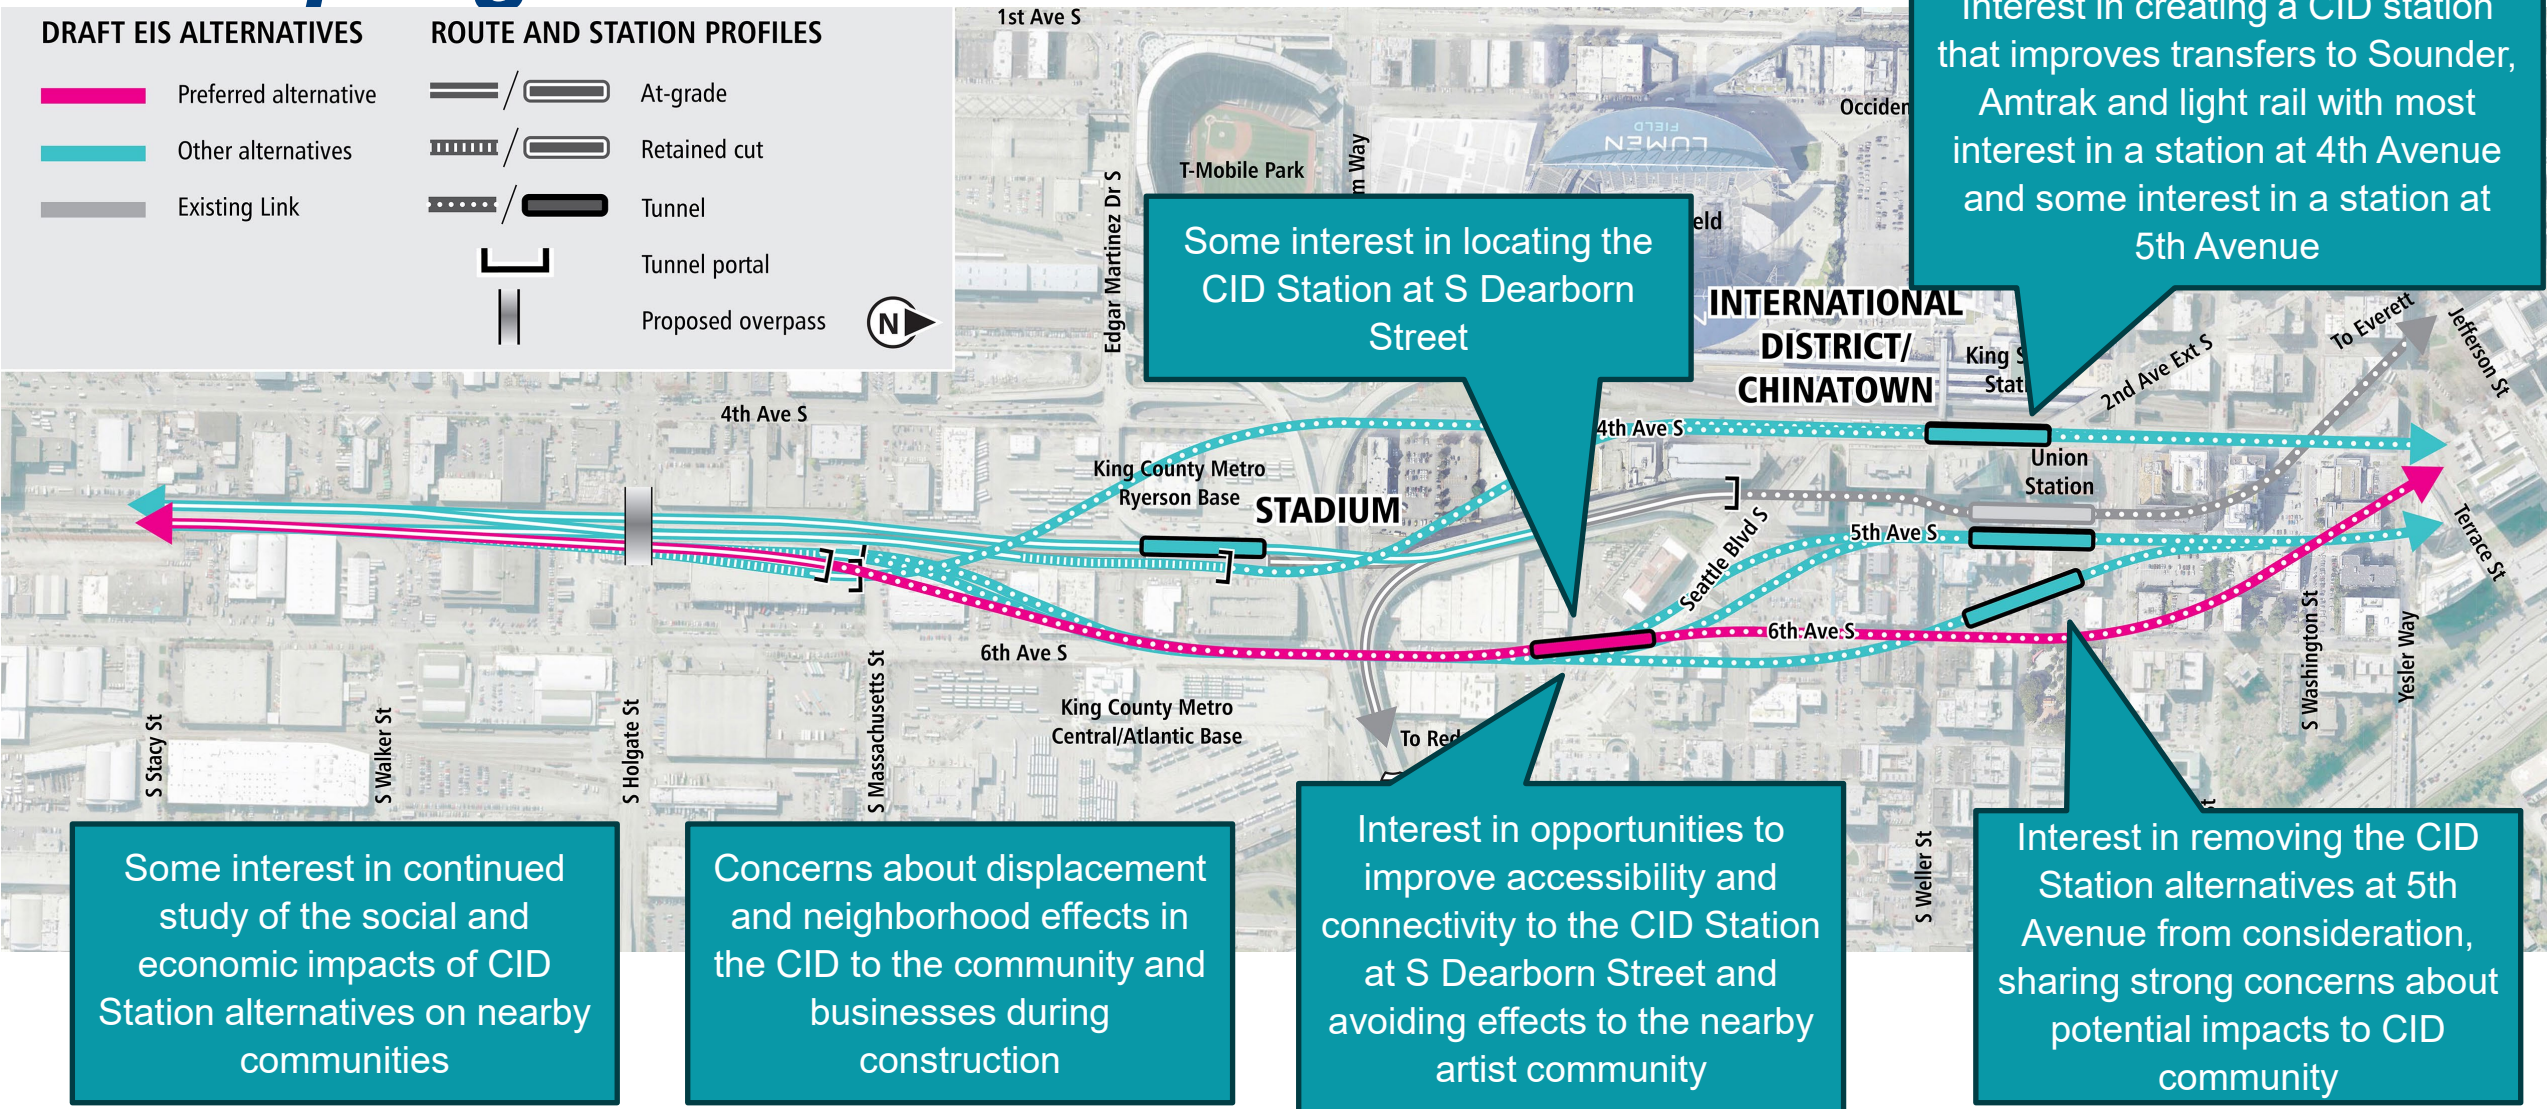 DRAFT EIS ALTERNATIVES
Preferred alternative
Other alternatives
Existing Link
ROUTE AND STATION PROFILES
At-grade
Retained cut
Tunnel
Tunnel portal
Proposed overpass
N
1st Ave S
T-Mobile Park
Edgar Martinez Dr S
LUMEN
FIELD
interest in creating a CID station
that improves transfers to Sounder,
Amtrak and light rail with most
interest in a station at 4th Avenue
and some interest in a station at
5th Avenue
Some interest in locating the
CID Station at S Dearborn
Street
INTERNATIONAL
DISTRICT/
CHINATOWN
King
2nd Ave Ext S
To Everett
Jefferson St
4th Ave S
4th Ave S
King County Metro
Ryerson Base
STADIUM
Union
Station
Seattle Blvd S
5th Ave S
Terrace St
6th Ave S
6th Ave S
King County Metro
Central/Atlantic Base
To
S Stacy St
S Walker St
S Holgate St
S Massachusetts St
S Weller St
S Washington St
Yesler Way
Some interest in continued
study of the social and
economic impacts of CID
Station alternatives on nearby
communities
Concerns about displacement
and neighborhood effects in
the CID to the community and
businesses during
construction
Interest in opportunities to
improve accessibility and
connectivity to the CID Station
at S Dearborn Street and
avoiding effects to the nearby
artist community
Interest in removing the CID
Station alternatives at 5th
Avenue from consideration,
sharing strong concerns about
potential impacts to CID
community